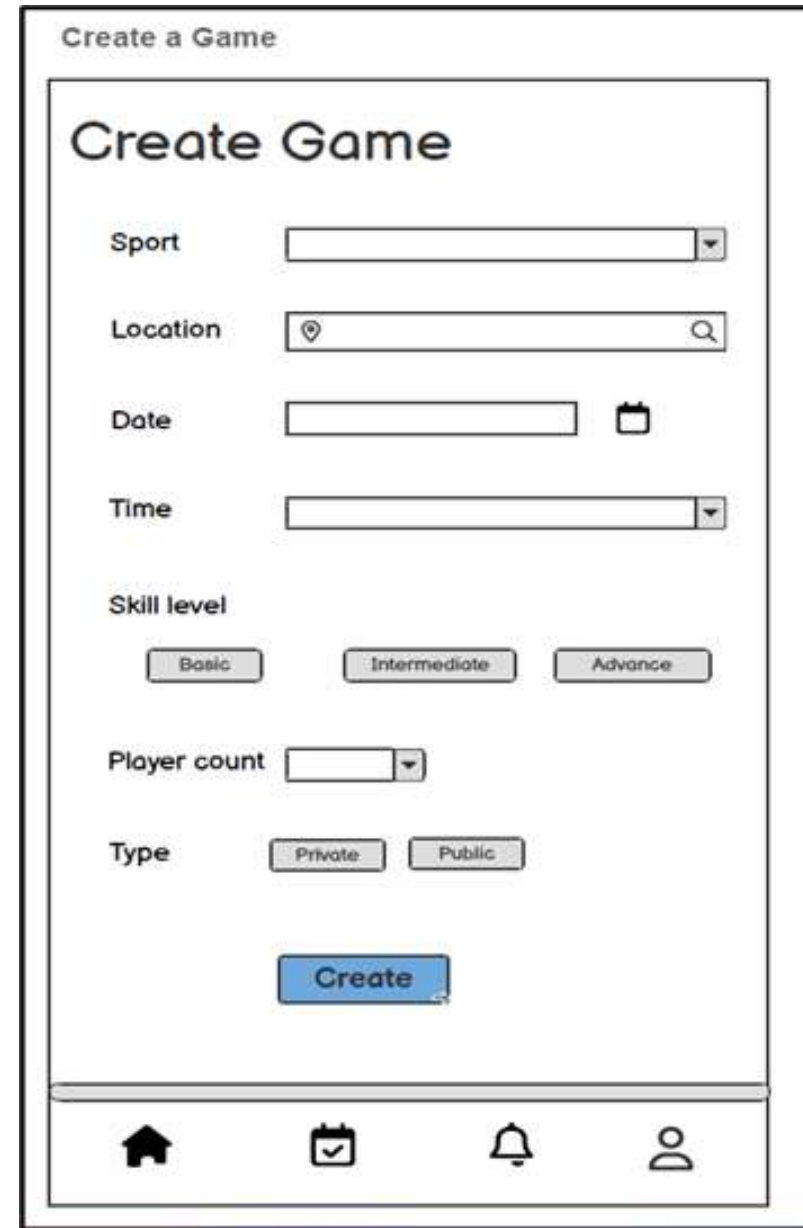 Create a Game
Create Game
Sport
Location
Date
Time
Skill level
Basic Intermediate Advance
Player count
Type Private Public
Create